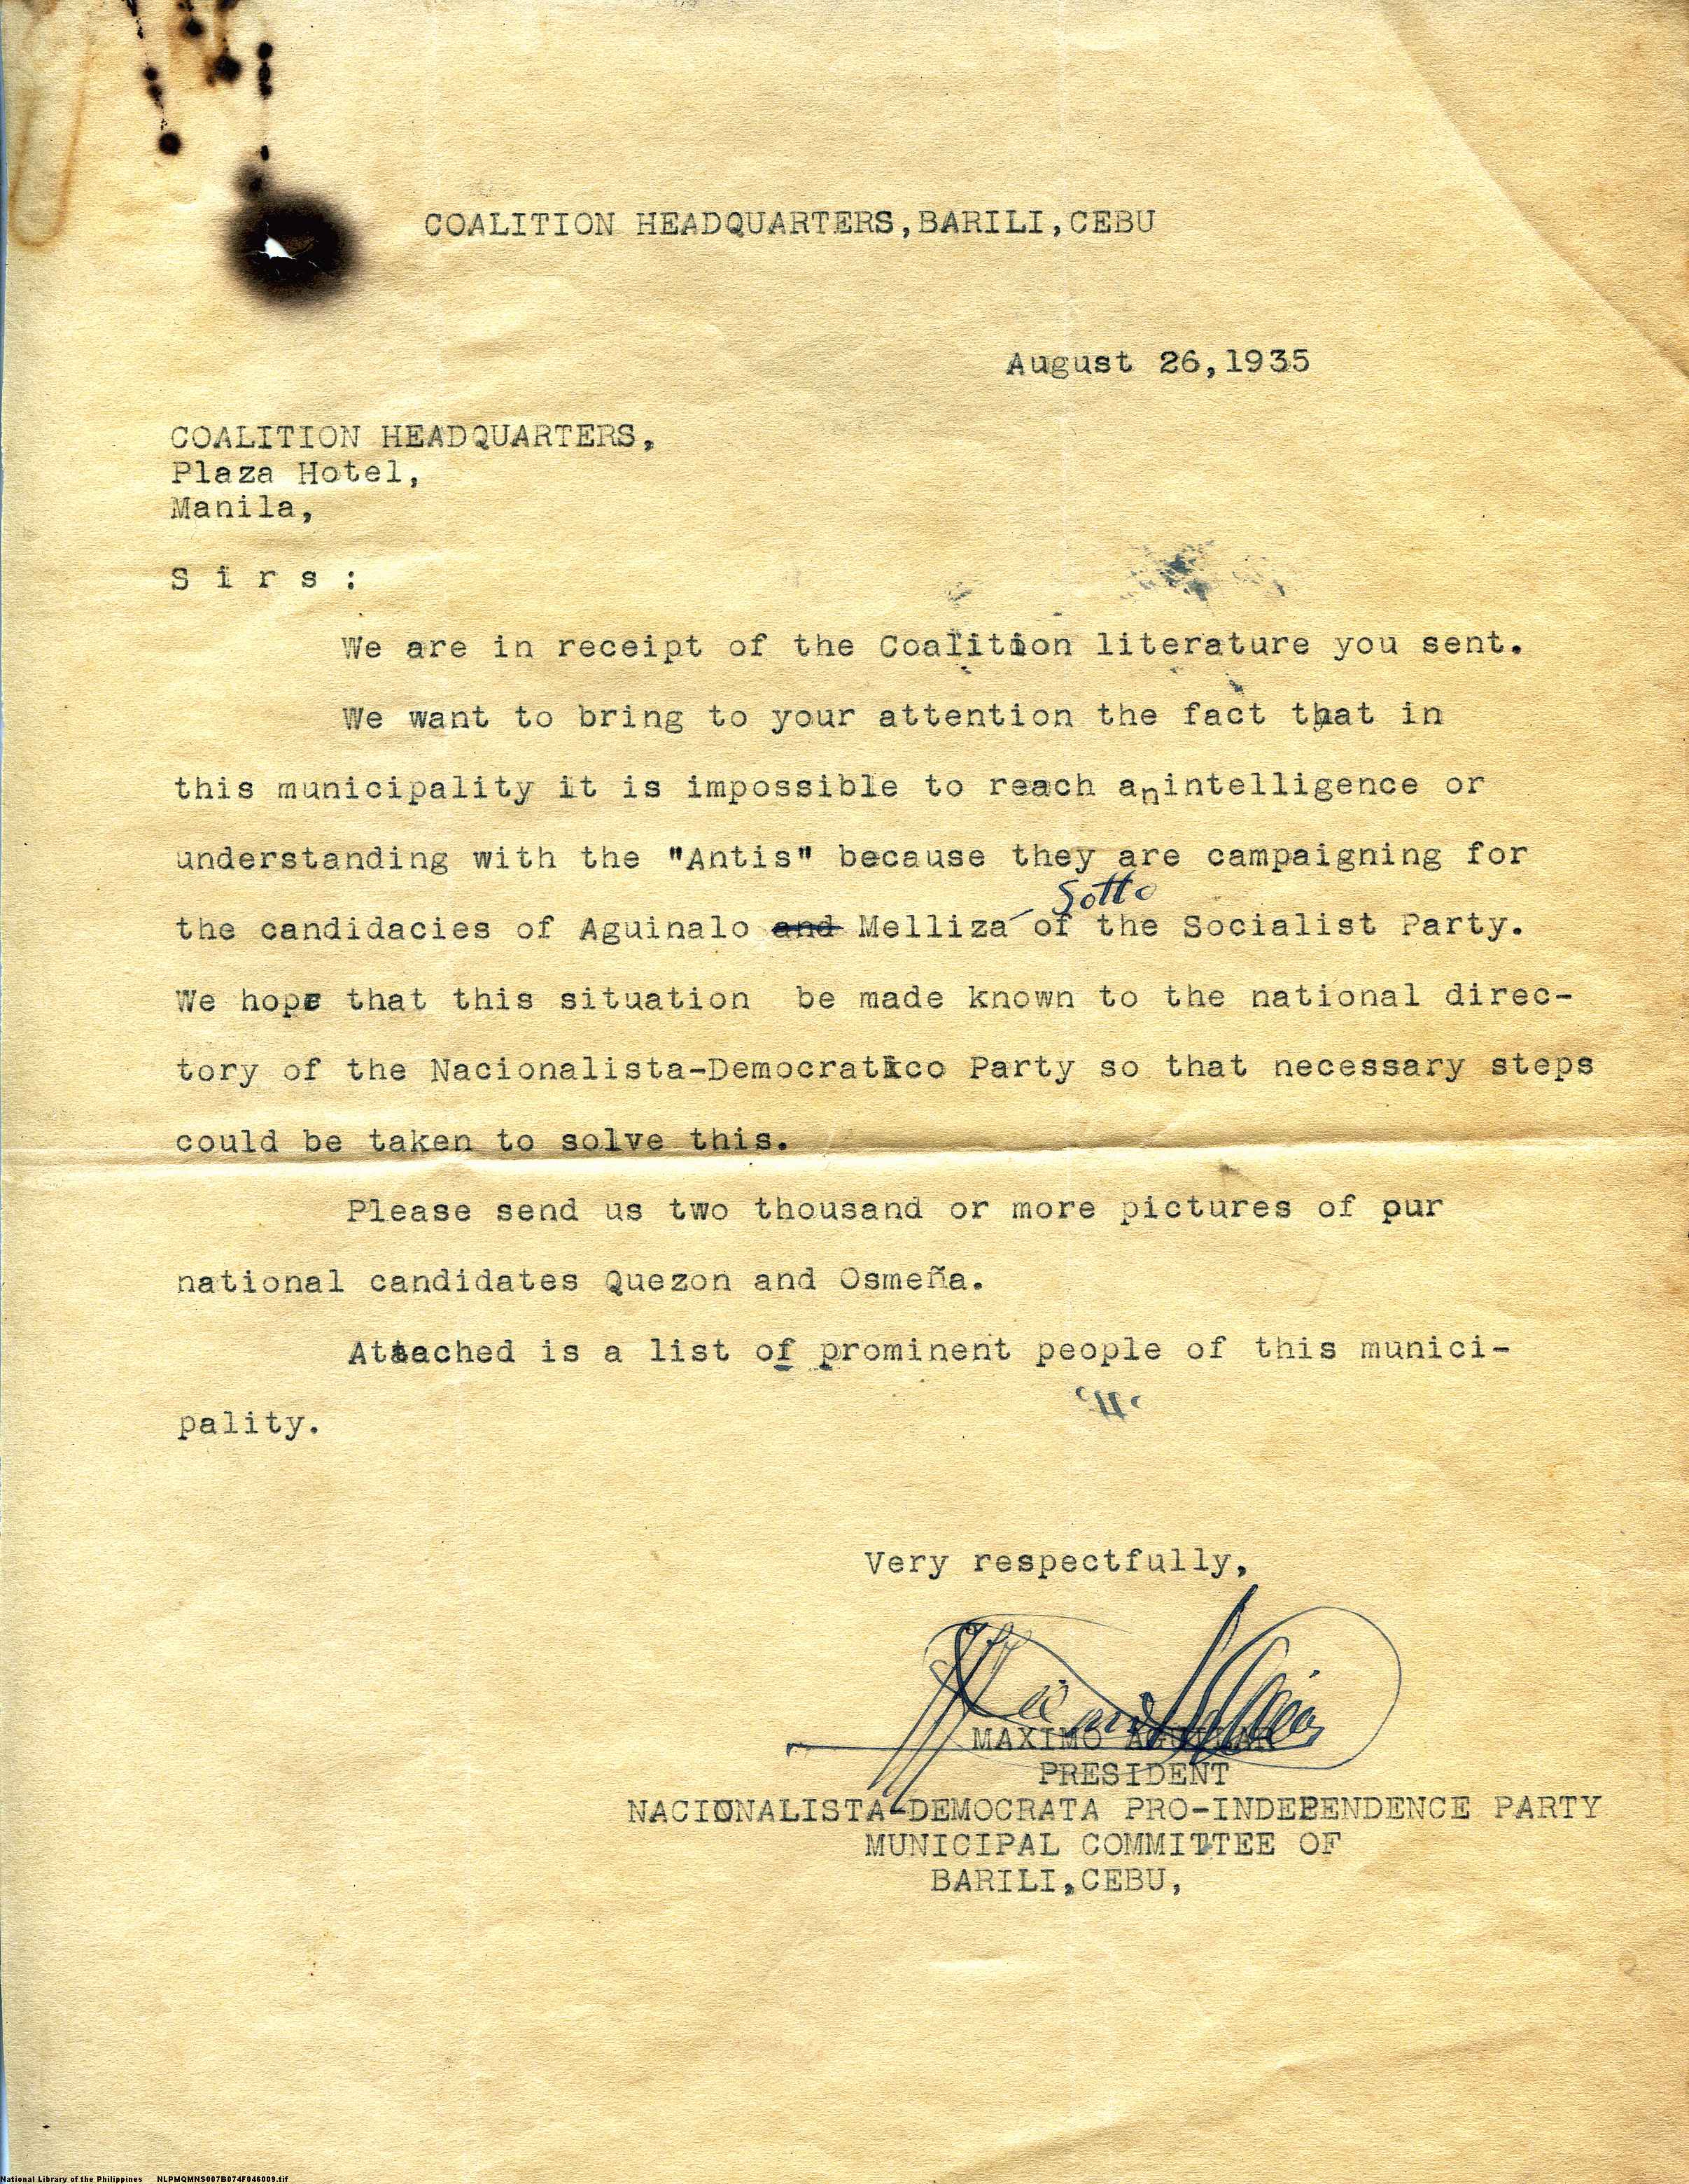 COALITION HEADQUARTERS,BARILI,CEBU
August 26,1935
COALITION HEADQUARTERS,
Plaza Hotel,
Manila,
S i r s :
We are in receipt of the Coalition literature you sent.
We want to bring to your attention the fact that in
this municipality it is impossible to reach an intelligence or
understanding with the "Antis" because they are campaigning for
Sotto
the candidacies of Aguinalo and Melliza of the Socialist Party.
We hope that this situation be made known to the national direc-
tory of the Nacionalista-Democratico Party so that necessary steps
could be taken to solve this.
Please send us two thousand or more pictures of our
national candidates Quezon and Osmeña.
Attached is a list of prominent people of this munici-
pality.
Very respectfully,
MAXIMO AGUILAR
PRESIDENT
NACIONALISTA-DEMOCRATA PRO-INDEPENDENCE PARTY
MUNICIPAL COMMITTEE OF
BARILI,CEBU,
National Library of the Philippines NLPMQMNS007B074F046009.tif